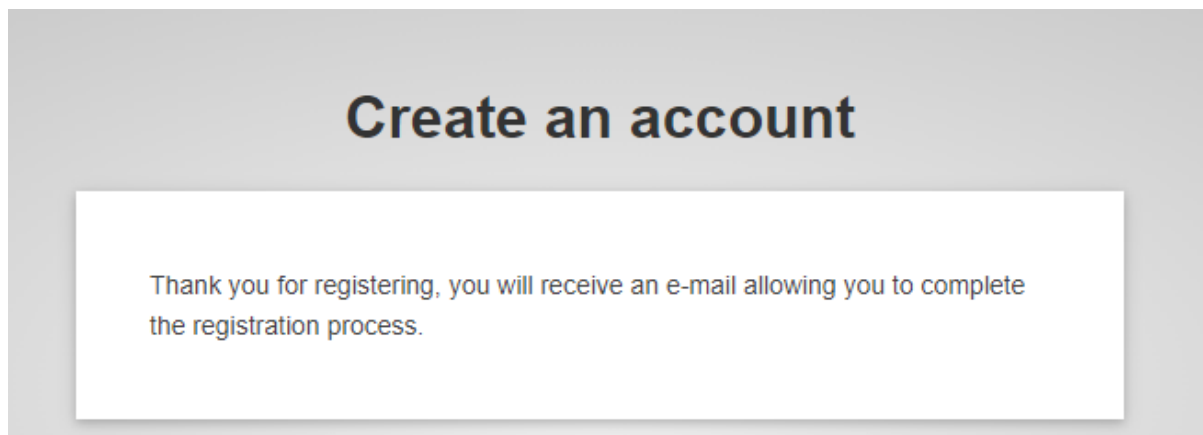 Create an account
Thank you for registering, you will receive an e-mail allowing you to complete
the registration process.